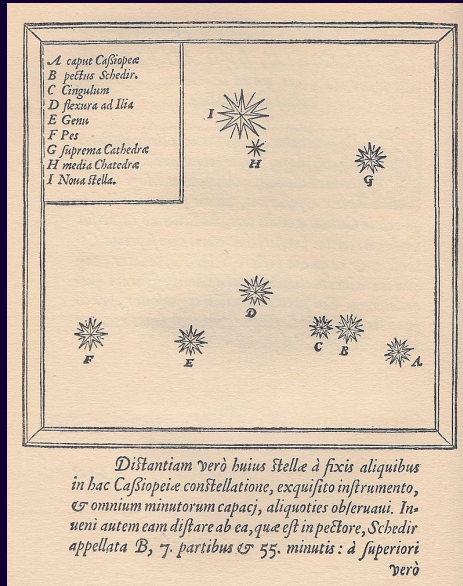 A caput Caßiopeæ
B pectus Schedir.
C Cingulum
D flexura ad Ilia
E Genu
F Pes
G suprema Cathedræ
H media Chatedræ
I Noua stella.
I
H
G
D
C
B
A
E
F
Distantiam verò huius stellæ à fixis aliquibus
in hac Caßiopeiæ constellatione, exquisito instrumento,
& omnium minutorum capacj, aliquoties obseruaui. In-
ueni autem eam distare ab ea, quæ est in pectore, Schedir
appellata B, 7. partibus & 55. minutis : à superiori
verò